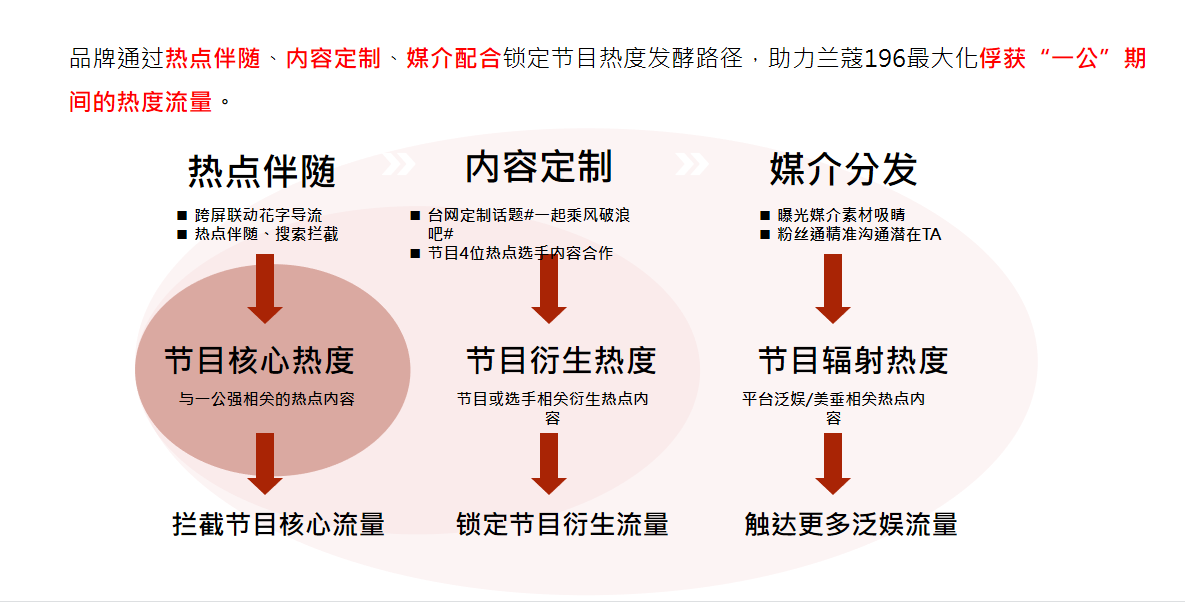 品牌通过热点伴随、内容定制、媒介配合锁定节目热度发酵路径，助力兰蔻196最大化俘获“一公”期
间的热度流量。
热点伴随
内容定制
媒介分发
■ 跨屏联动花字导流
■ 热点伴随、搜索拦截
■ 台网定制话题#一起乘风破浪
吧#
■ 节目4位热点选手内容合作
■ 曝光媒介素材吸睛
■ 粉丝通精准沟通潜在TA
节目核心热度
节目衍生热度
节目辐射热度
与一公强相关的热点内容
节目或选手相关衍生热点内
容
平台泛娱/美垂相关热点内
容
拦截节目核心流量
锁定节目衍生流量
触达更多泛娱流量